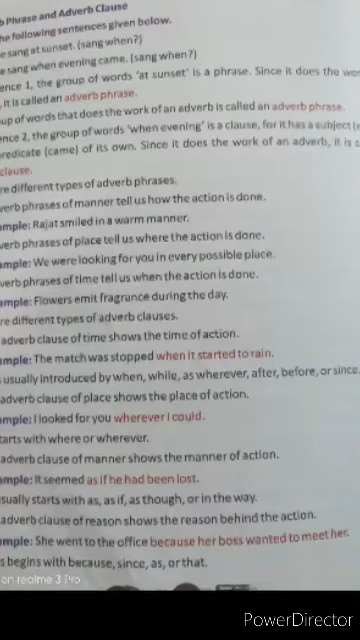 b Phrase and Adverb Clause
he following sentences given below.
e sang at sunset. (sang when?)
e sang when evening came. (sang when?)
ence 1, the group of words 'at sunset' is a phrase. Since it does the wor
, it is called an adverb phrase.
up of words that does the work of an adverb is called an adverb phrase.
ence 2, the group of words 'when evening' is a clause, for it has a subject (e
redicate (came) of its own. Since it does the work of an adverb, it is c
clause.
re different types of adverb phrases.
verb phrases of manner tell us how the action is done.
ample: Rajat smiled in a warm manner.
verb phrases of place tell us where the action is done.
ample: We were looking for you in every possible place.
verb phrases of time tell us when the action is done.
ample: Flowers emit fragrance during the day.
re different types of adverb clauses.
adverb clause of time shows the time of action.
ample: The match was stopped when it started to rain.
usually introduced by when, while, as wherever, after, before, or since.
adverb clause of place shows the place of action.
ample: I looked for you wherever I could.
tarts with where or wherever.
adverb clause of manner shows the manner of action.
ample: It seemed as if he had been lost.
sually starts with as, as if, as though, or in the way.
adverb clause of reason shows the reason behind the action.
mple: She went to the office because her boss wanted to meet her.
s begins with because, since, as, or that.
on realme 3 Pro
PowerDirector